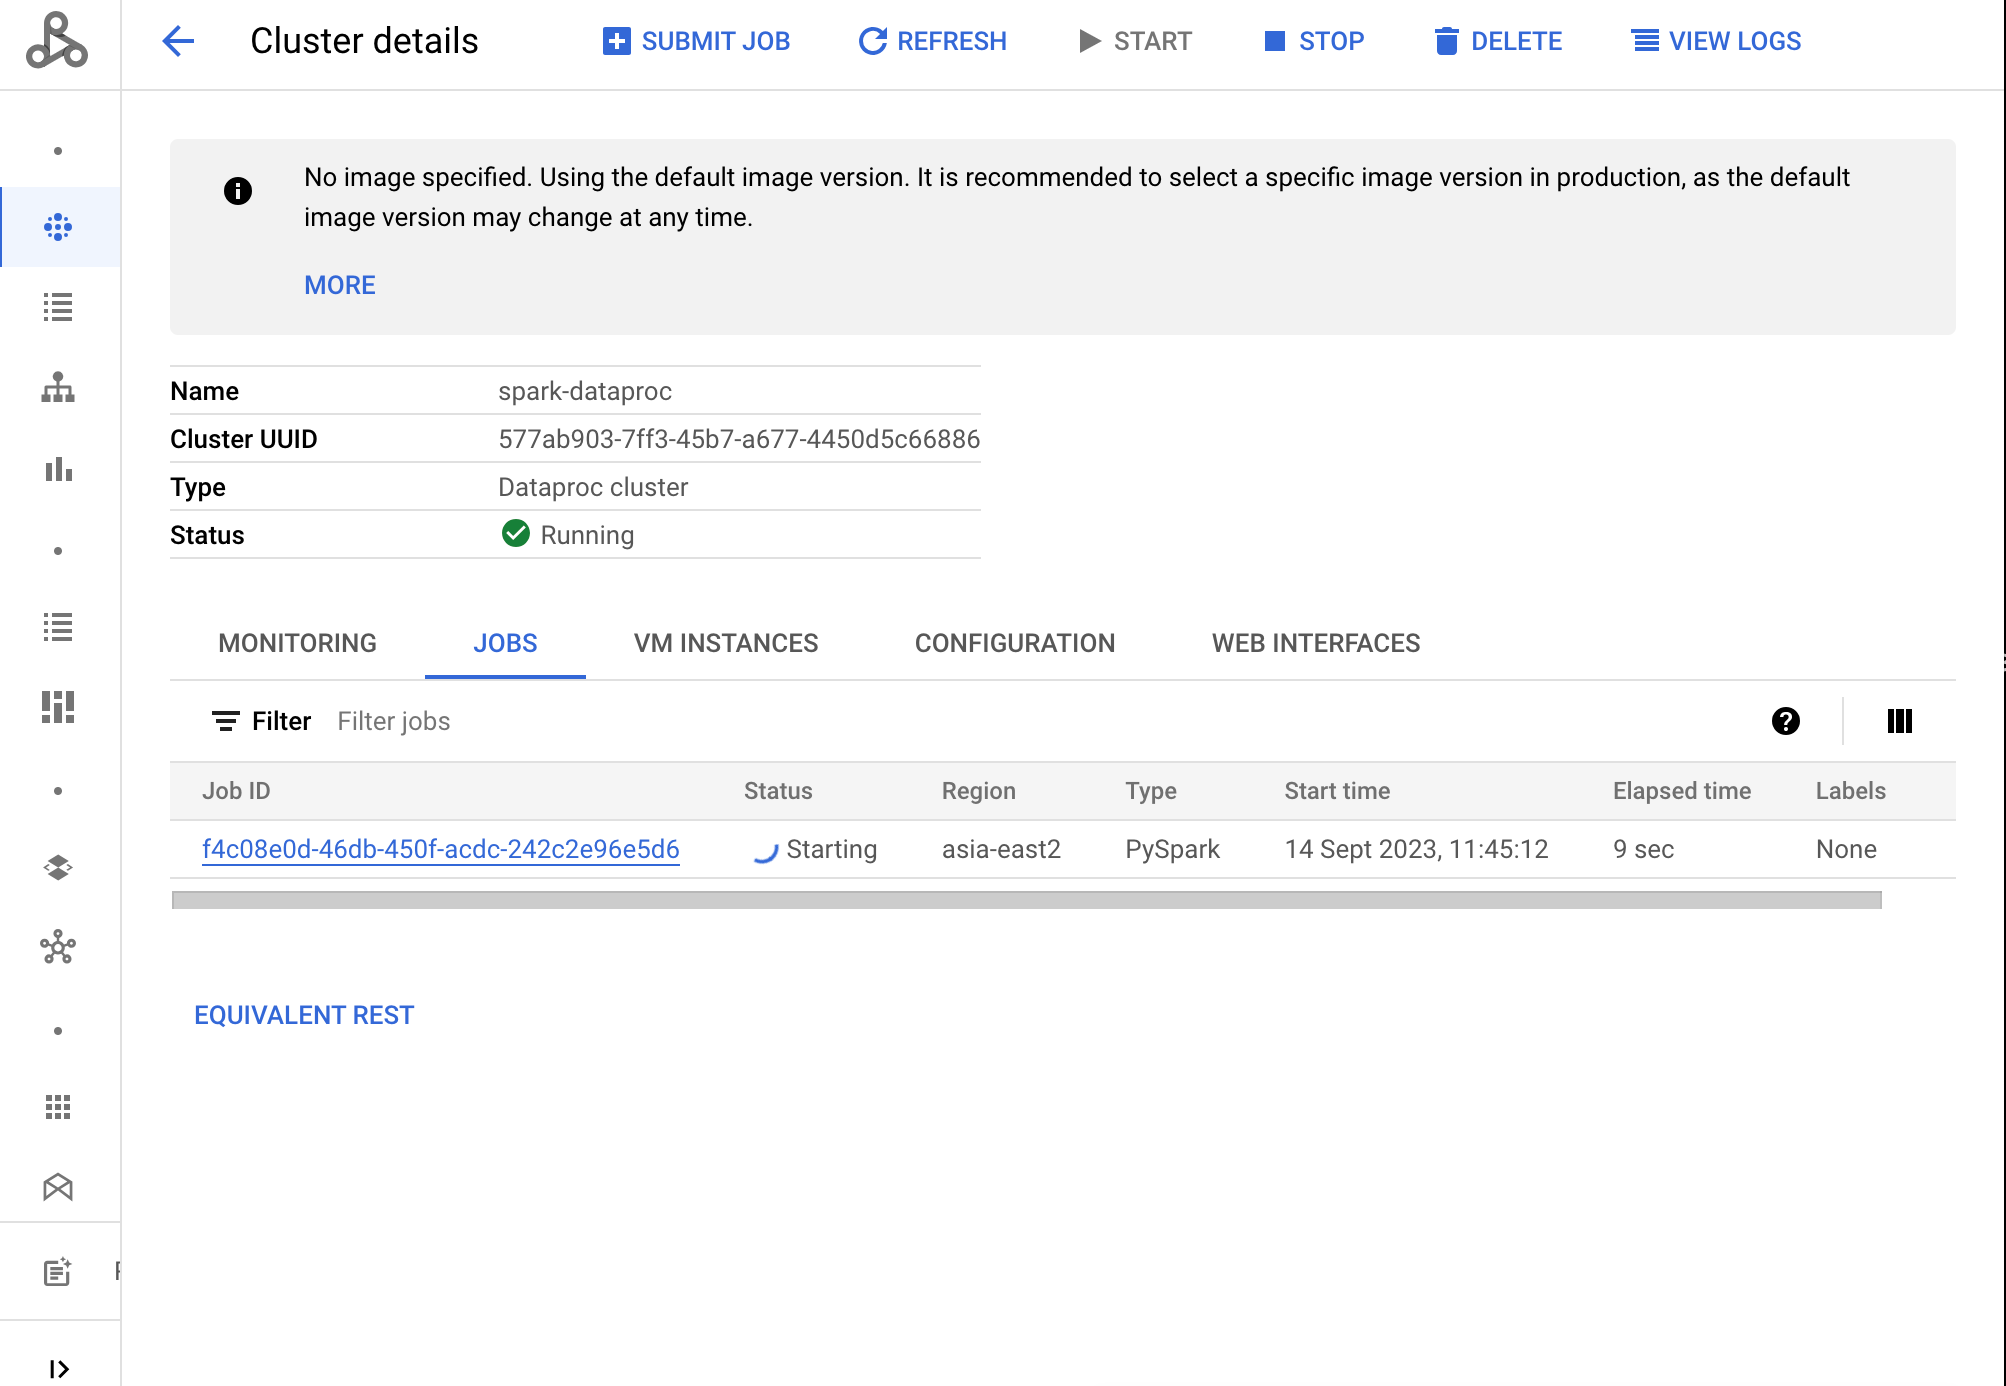 Cluster details
SUBMIT JOB
REFRESH
START
STOP
DELETE
VIEW LOGS
No image specified. Using the default image version. It is recommended to select a specific image version in production, as the default
image version may change at any time.
MORE
Name spark-dataproc
Cluster UUID 577ab903-7ff3-45b7-a677-4450d5c66886
Type Dataproc cluster
Status Running
MONITORING JOBS VM INSTANCES CONFIGURATION WEB INTERFACES
Filter Filter jobs
Job ID Status Region Type Start time Elapsed time Labels
f4c08e0d-46db-450f-acdc-242c2e96e5d6 Starting asia-east2 PySpark 14 Sept 2023, 11:45:12 9 sec None
EQUIVALENT REST